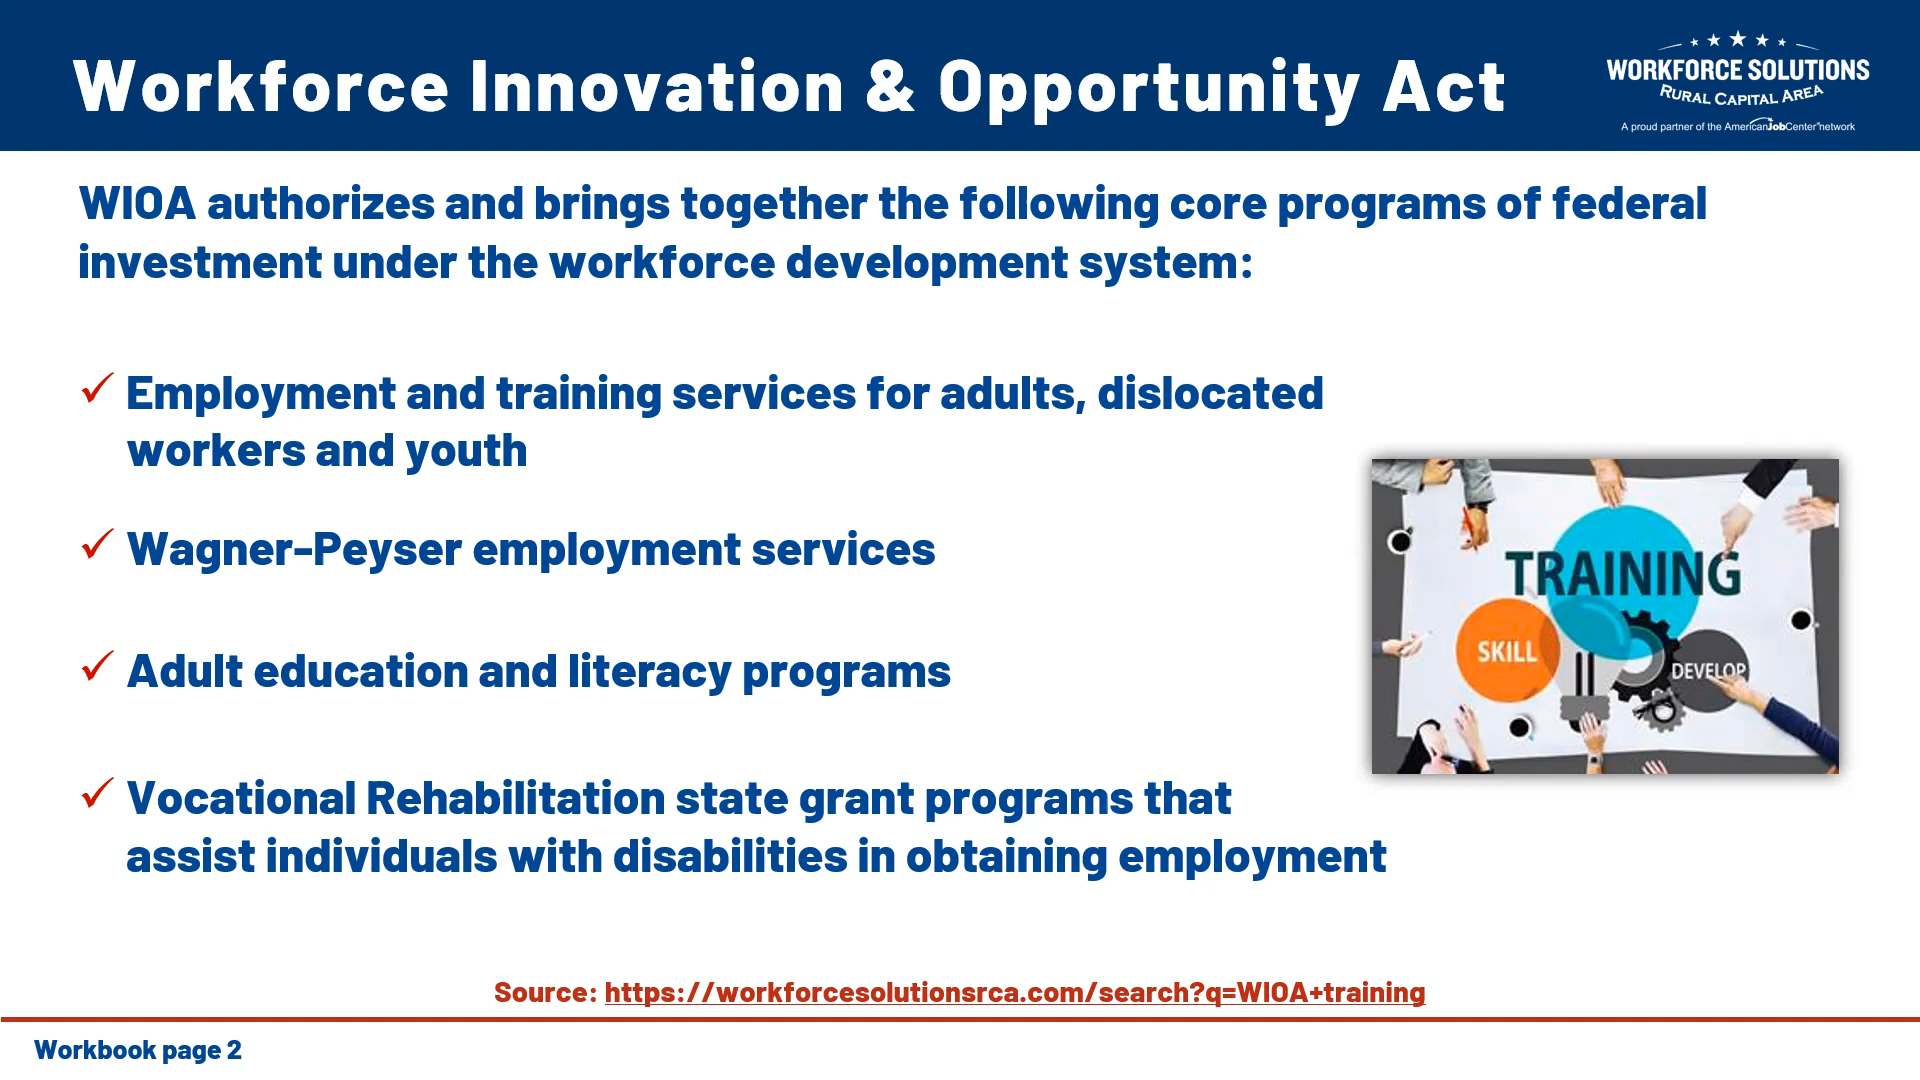 Workforce Innovation & Opportunity Act
WORKFORCE SOLUTIONS
RURAL CAPITAL AREA
A proud partner of the AmericanJobCenter®network
WIOA authorizes and brings together the following core programs of federal
investment under the workforce development system:
✓ Employment and training services for adults, dislocated
workers and youth
✓ Wagner-Peyser employment services
✓ Adult education and literacy programs
✓ Vocational Rehabilitation state grant programs that
assist individuals with disabilities in obtaining employment
TRAINING
SKILL
DEVELOP
Source: https://workforcesolutionsrca.com/search?q=WIOA+training
Workbook page 2